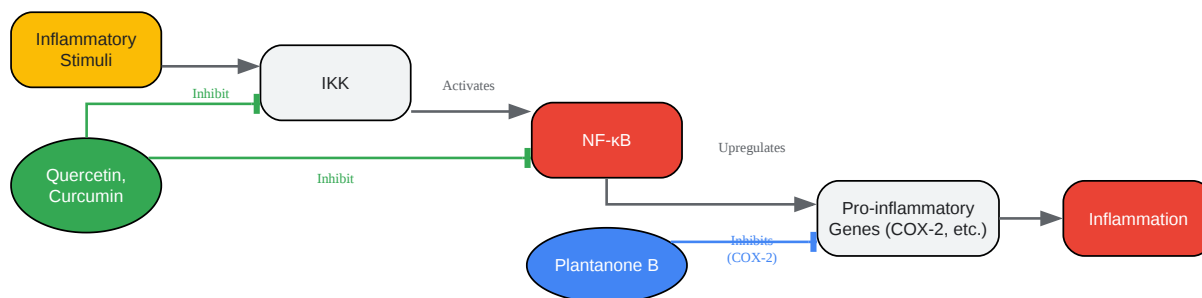 Inflammatory
Stimuli
IKK
Activates
Inhibit
NF-κB
Upregulates
Quercetin,
Curcumin
Inhibit
Pro-inflammatory
Genes (COX-2, etc.)
Inflammation
Plantanone B
Inhibits
(COX-2)